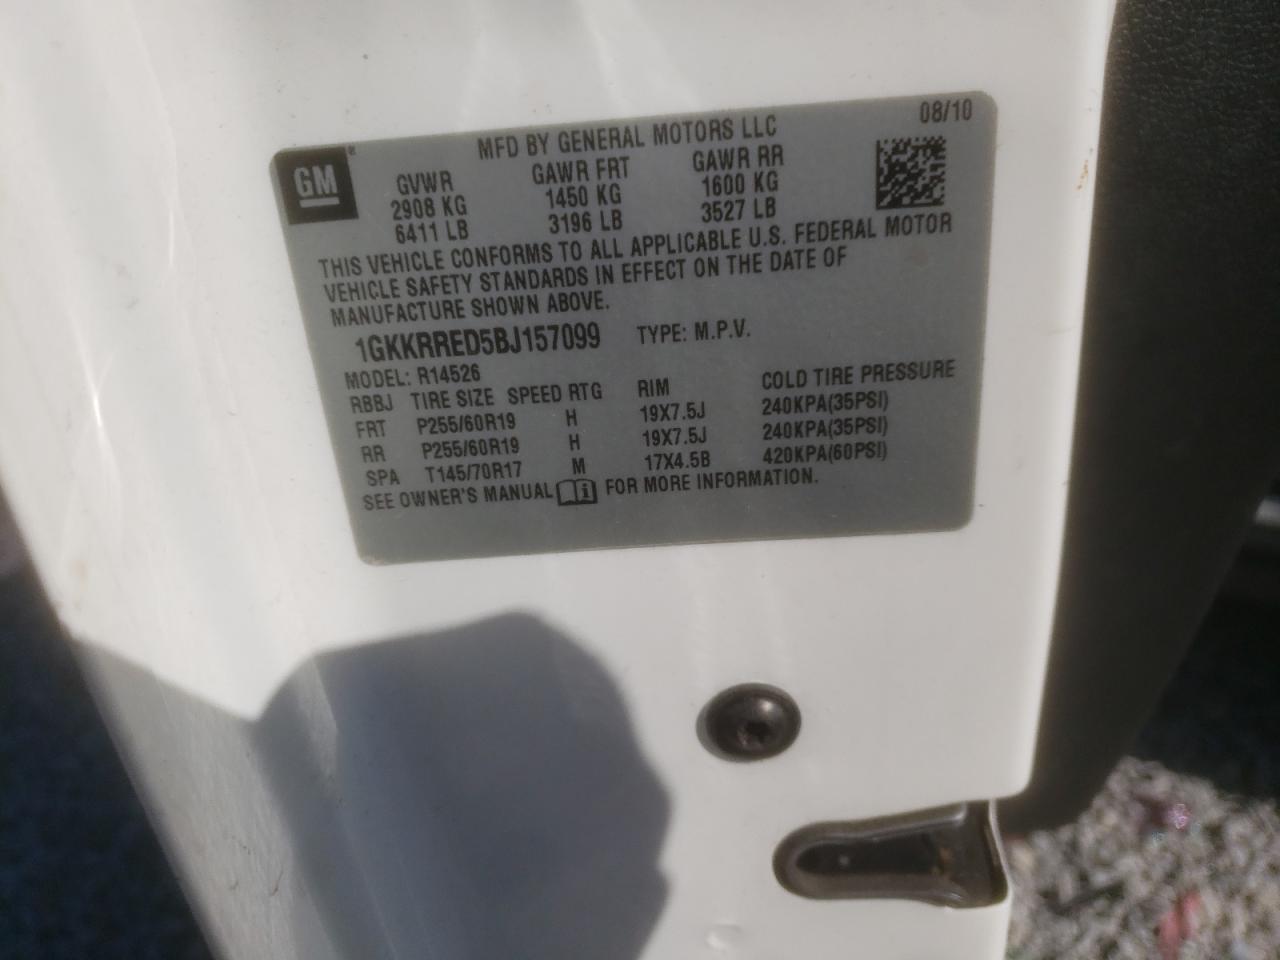 08/10
MFD BY GENERAL MOTORS LLC
GM
GVWR GAWR FRT GAWR RR
2908 KG 1450 KG 1600 KG
6411 LB 3196 LB 3527 LB
THIS VEHICLE CONFORMS TO ALL APPLICABLE U.S. FEDERAL MOTOR
VEHICLE SAFETY STANDARDS IN EFFECT ON THE DATE OF
MANUFACTURE SHOWN ABOVE.
1GKKRRED5BJ157099 TYPE: M.P.V.
MODEL: R14526
RBBJ TIRE SIZE SPEED RTG RIM COLD TIRE PRESSURE
FRT P255/60R19 H 19X7.5J 240KPA(35PSI)
RR P255/60R19 H 19X7.5J 240KPA(35PSI)
SPA T145/70R17 M 17X4.5B 420KPA(60PSI)
SEE OWNER'S MANUAL FOR MORE INFORMATION.